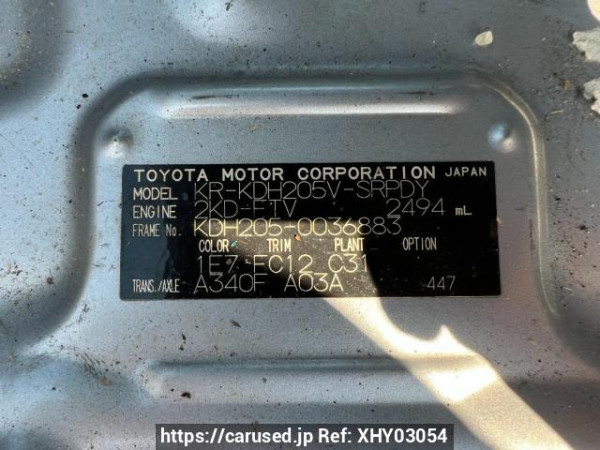 TOYOTA MOTOR CORPORATION JAPAN
MODEL KR-KDH205V-SRPDY
ENGINE 2KD-FTV 2494 mL
FRAME No. KDH205-0036883
COLOR TRIM PLANT OPTION
1E7 FC12 C31
TRANS./AXLE A340F A03A 447
https://carused.jp Ref: XHY03054